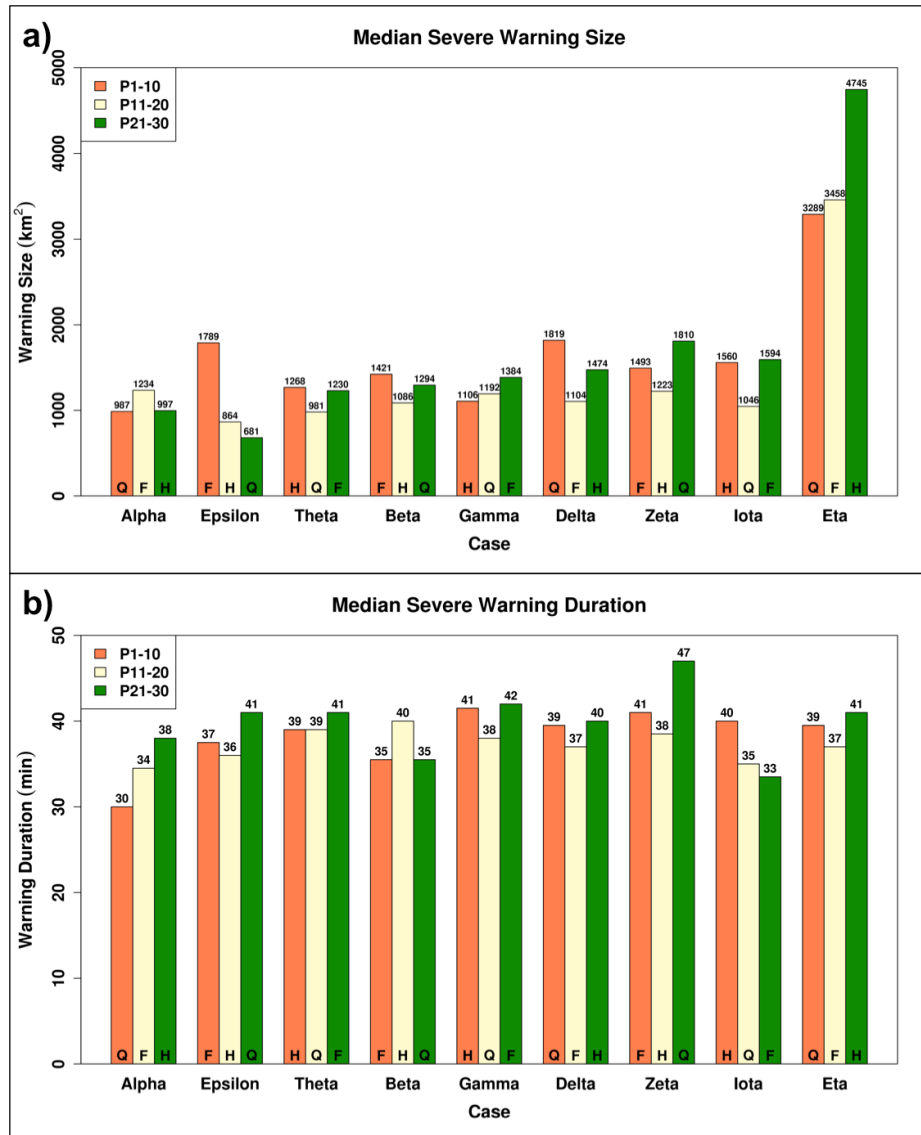 a)
Median Severe Warning Size
P1-10
P11-20
P21-30
Warning Size (km²)
0 1000 2000 3000 4000 5000
987 1234 997
1789 864 681
1268 981 1230
1421 1086 1294
1106 1192 1384
1819 1104 1474
1493 1223 1810
1560 1046 1594
3289 3458 4745
Q F H F H Q H Q F F H Q H Q F Q F H F H Q H Q F Q F H
Alpha Epsilon Theta Beta Gamma Delta Zeta Iota Eta
Case
b)
Median Severe Warning Duration
P1-10
P11-20
P21-30
Warning Duration (min)
0 10 20 30 40 50
30 34 38
37 36 41
39 39 41
35 40 35
41 38 42
39 37 40
41 38 47
40 35 33
39 37 41
Q F H F H Q H Q F F H Q H Q F Q F H F H Q H Q F Q F H
Alpha Epsilon Theta Beta Gamma Delta Zeta Iota Eta
Case